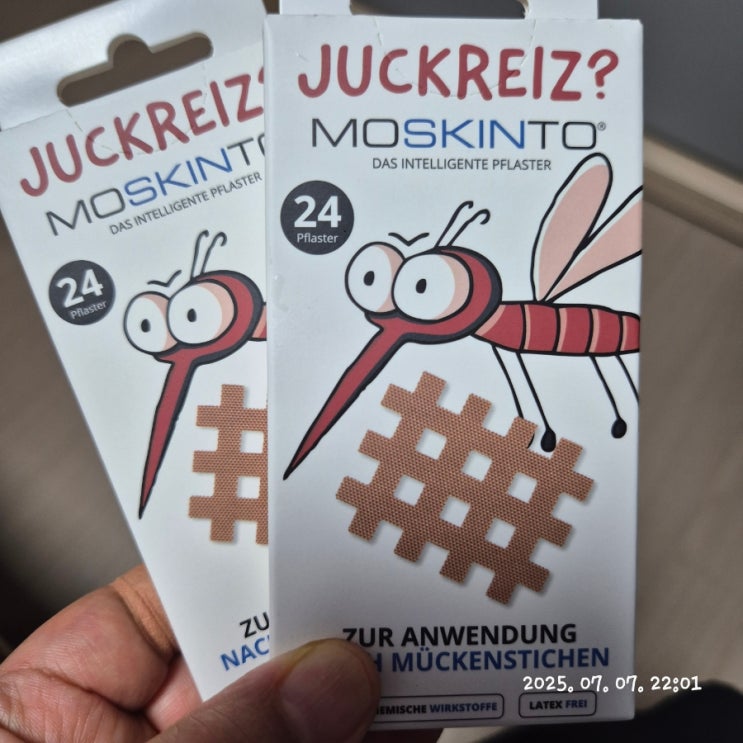 JUCKREIZ?
MOSKINTO
DAS INTELLIGENTE PFLASTER
24
Pflaster
JUCKREIZ?
MOSKINTO®
DAS INTELLIGENTE PFLASTER
24
Pflaster
ZUR ANWENDUNG
MÜCKENSTICHEN
WIRKSTOFFE
LATEX FREI
2025. 07. 07. 22:01